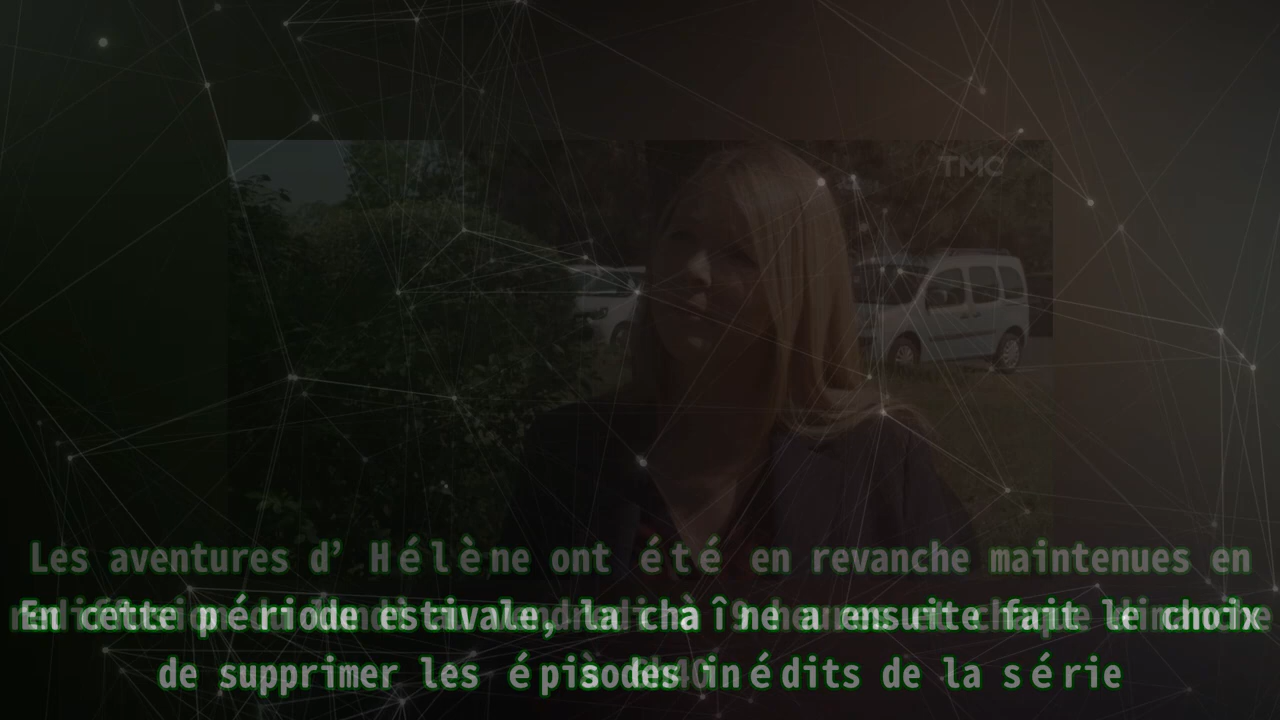 TMC
Les aventures d’ Hélène ont été en revanche maintenues en
En cette période estivale, la chaîne a ensuite fait le choix
de supprimer les épisodes inédits de la série